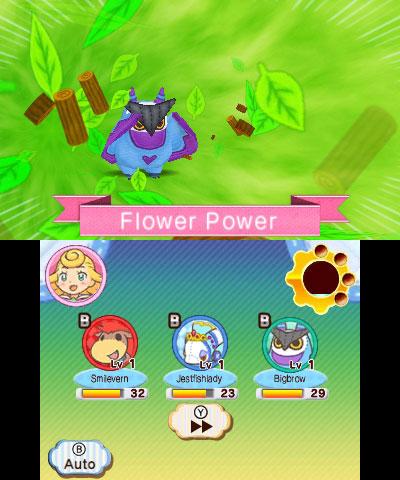 Flower Power
B
B
B
Lv 1
Lv 1
Lv 1
Smilevern
Jestfishlady
Bigbrow
32
23
29
Y
B
Auto